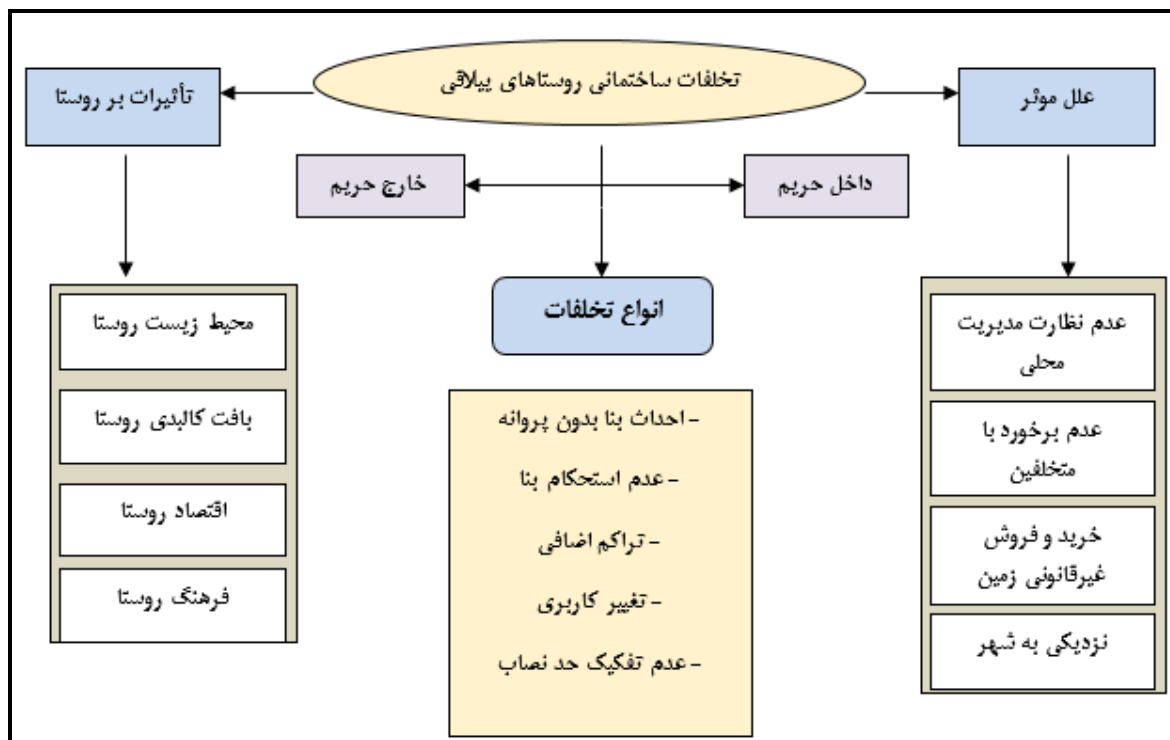 تخلفات ساختمانی روستاهای ییلاقی
علل موثر
تأثیرات بر روستا
داخل حریم
خارج حریم
عدم نظارت مدیریت
محلی
عدم برخورد با
متخلفین
خرید و فروش
غیرقانونی زمین
نزدیکی به شهر
انواع تخلفات
- احداث بنا بدون پروانه
- عدم استحکام بنا
- تراکم اضافی
- تغییر کاربری
- عدم تفکیک حد نصاب
محیط زیست روستا
بافت کالبدی روستا
اقتصاد روستا
فرهنگ روستا